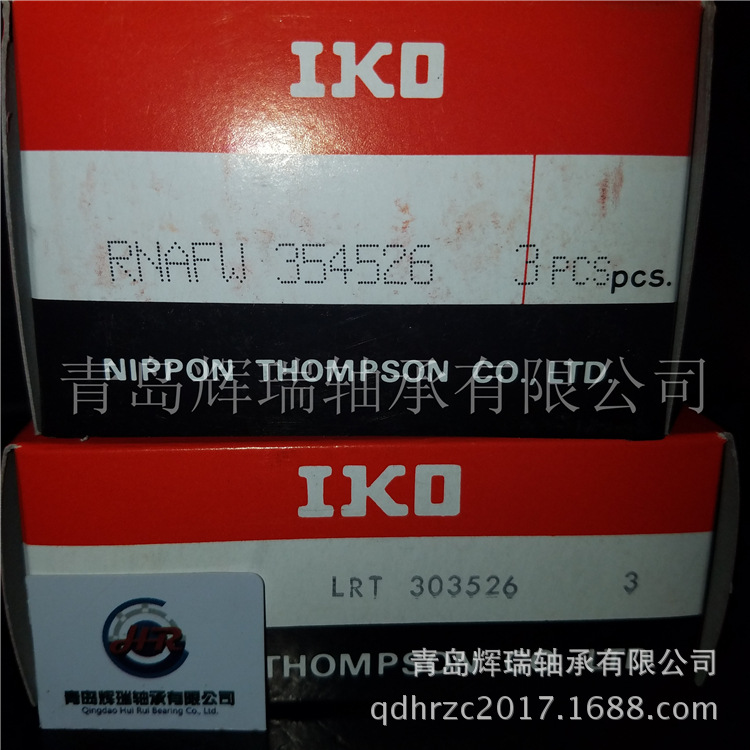 IKO
RNAFW 354526 3 PCS pcs.
NIPPON THOMPSON CO., LTD.
青岛辉瑞轴承有限公司
IKO
LRT 303526 3
THOMPSON
青岛辉瑞轴承有限公司
HR
青岛辉瑞轴承有限公司
Qingdao Hui Rui Bearing Co., Ltd.
qdhrzc2017.1688.com